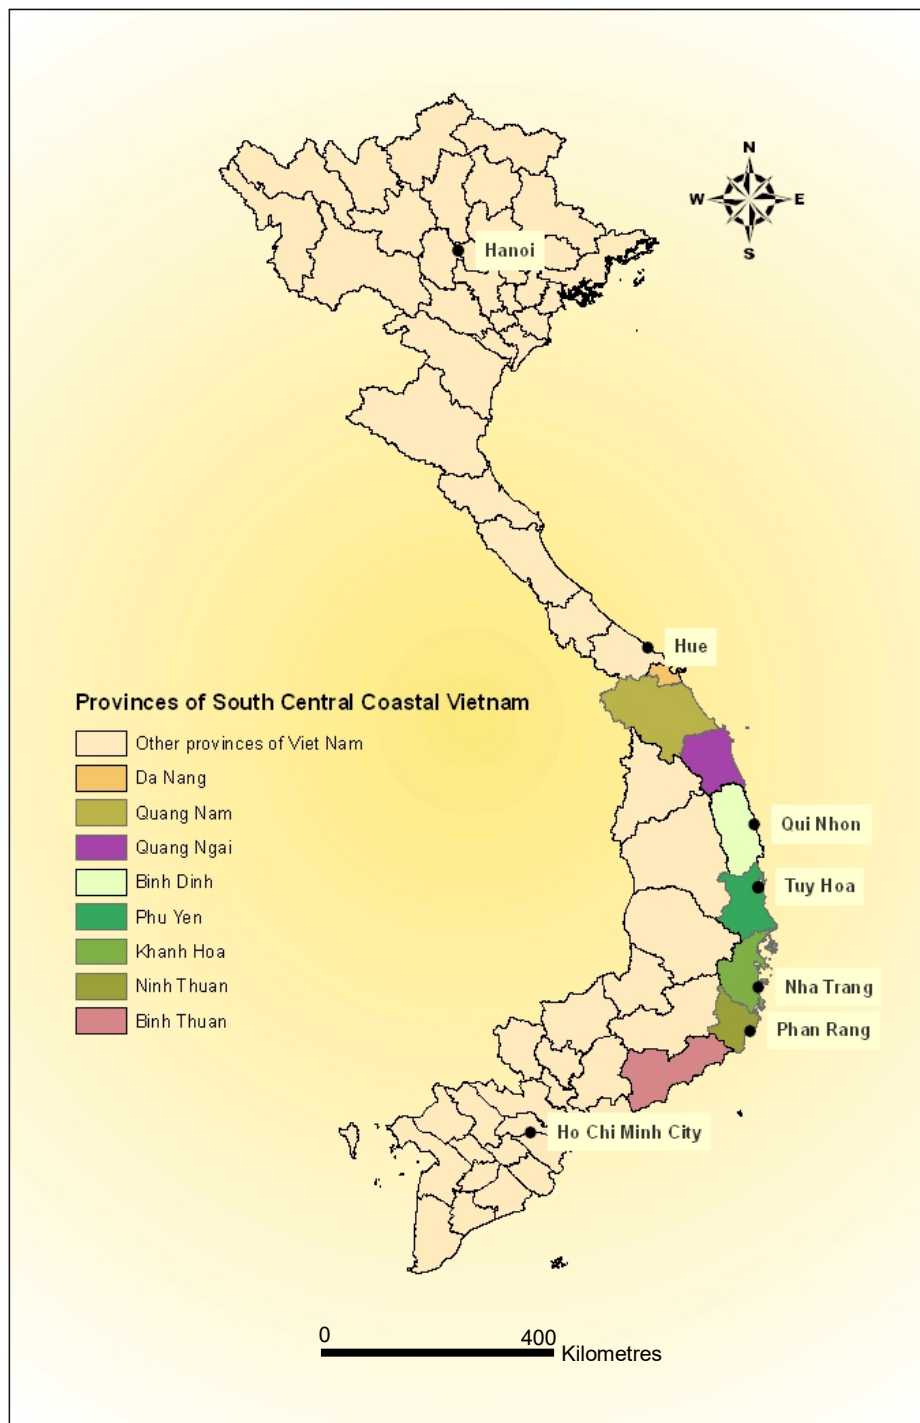 N
W E
S
Hanoi
Hue
Provinces of South Central Coastal Vietnam
Other provinces of Viet Nam
Da Nang
Quang Nam
Quang Ngai
Binh Dinh
Phu Yen
Khanh Hoa
Ninh Thuan
Binh Thuan
Qui Nhon
Tuy Hoa
Nha Trang
Phan Rang
Ho Chi Minh City
0 400
Kilometres